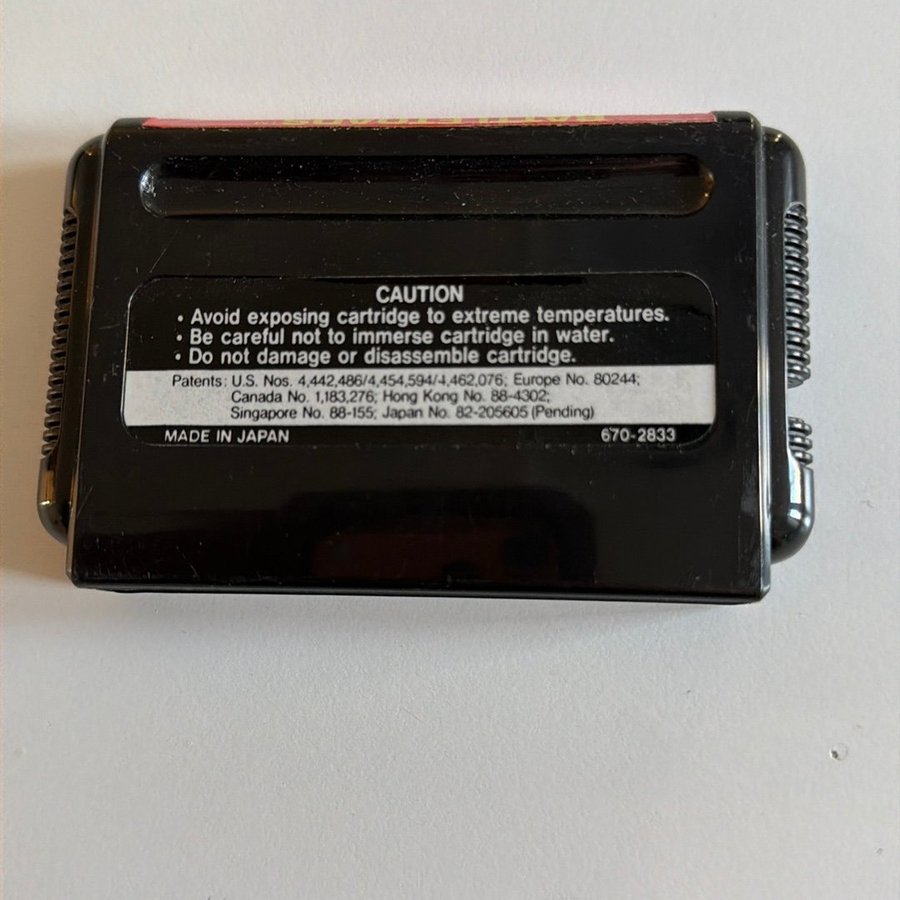 BATTLETOADS™
CAUTION
• Avoid exposing cartridge to extreme temperatures.
• Be careful not to immerse cartridge in water.
• Do not damage or disassemble cartridge.
Patents: U.S. Nos. 4,442,486/4,454,594/4,462,076; Europe No. 80244;
Canada No. 1,183,276; Hong Kong No. 88-4302;
Singapore No. 88-155; Japan No. 82-205605 (Pending)
MADE IN JAPAN 670-2833